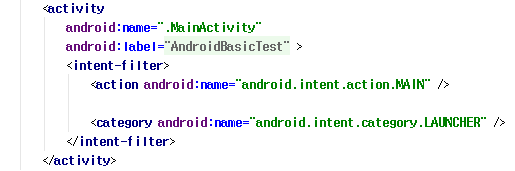 <activity
android:name=".MainActivity"
android:label="AndroidBasicTest" >
<intent-filter>
<action android:name="android.intent.action.MAIN" />
<category android:name="android.intent.category.LAUNCHER" />
</intent-filter>
</activity>